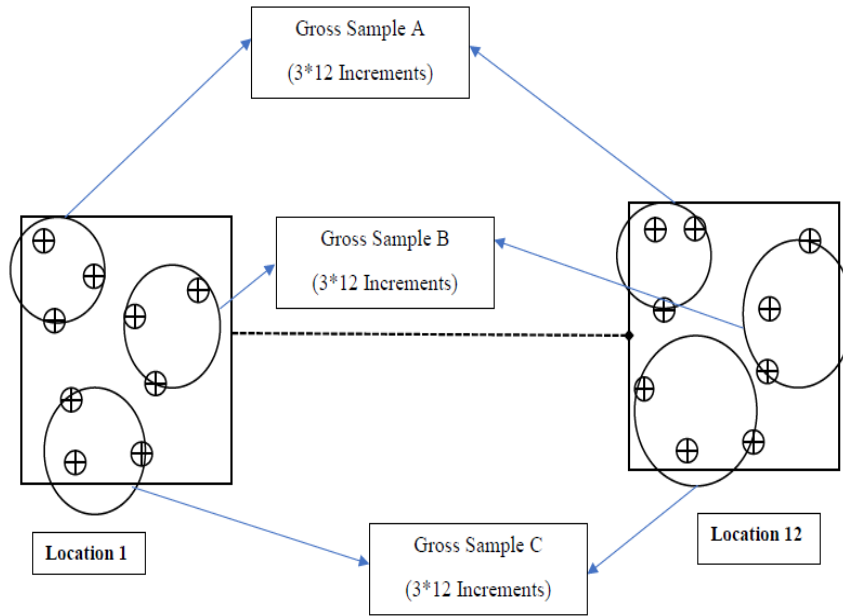 Gross Sample A
(3*12 Increments)
Gross Sample B
(3*12 Increments)
Location 1
Location 12
Gross Sample C
(3*12 Increments)